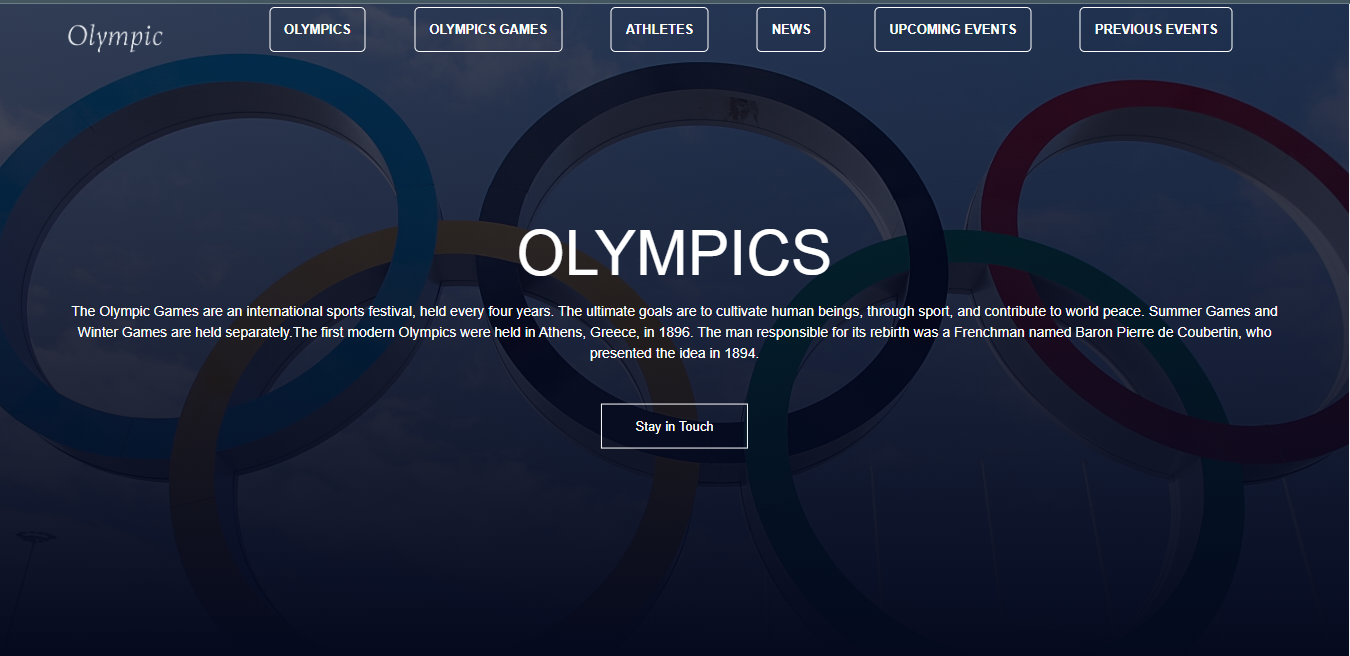 Olympic
OLYMPICS
OLYMPICS GAMES
ATHLETES
NEWS
UPCOMING EVENTS
PREVIOUS EVENTS
OLYMPICS
The Olympic Games are an international sports festival, held every four years. The ultimate goals are to cultivate human beings, through sport, and contribute to world peace. Summer Games and
Winter Games are held separately.The first modern Olympics were held in Athens, Greece, in 1896. The man responsible for its rebirth was a Frenchman named Baron Pierre de Coubertin, who
presented the idea in 1894.
Stay in Touch